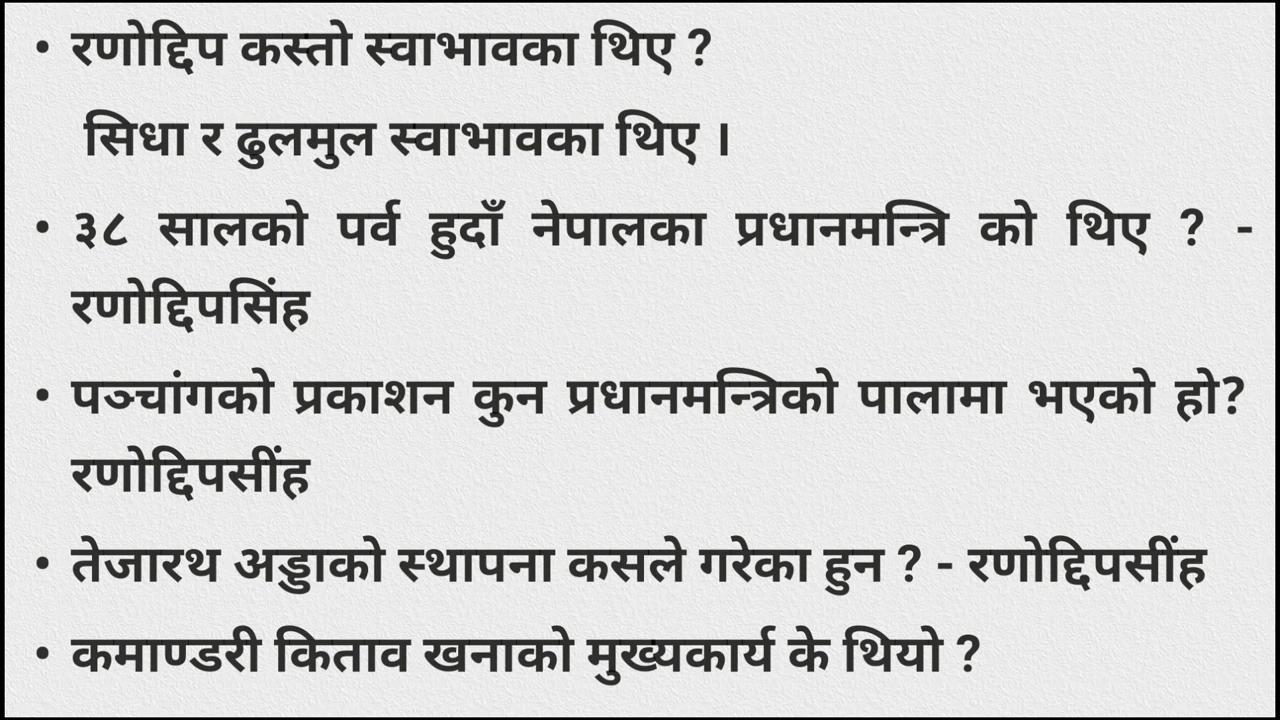 • रणोद्दिप कस्तो स्वाभावका थिए ?
सिधा र ढुलमुल स्वाभावका थिए ।
• ३८ सालको पर्व हुदाँ नेपालका प्रधानमन्त्रि को थिए ? -
रणोद्दिपसिंह
• पञ्चांगको प्रकाशन कुन प्रधानमन्त्रिको पालामा भएको हो?
रणोद्दिपसींह
• तेजारथ अड्डाको स्थापना कसले गरेका हुन ? - रणोद्दिपसींह
• कमाण्डरी किताव खनाको मुख्यकार्य के थियो ?